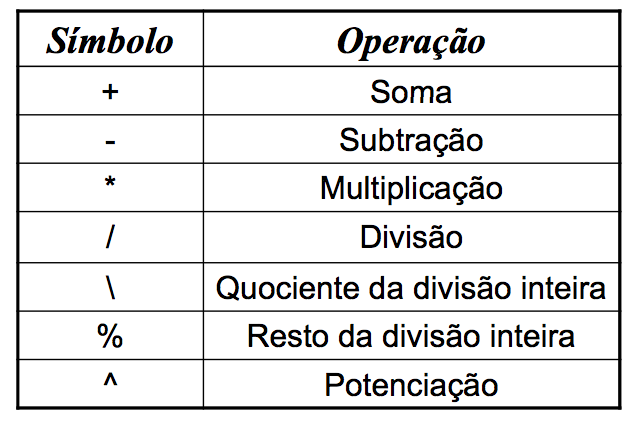 Símbolo Operação
+ Soma
- Subtração
* Multiplicação
/ Divisão
\ Quociente da divisão inteira
% Resto da divisão inteira
^ Potenciação